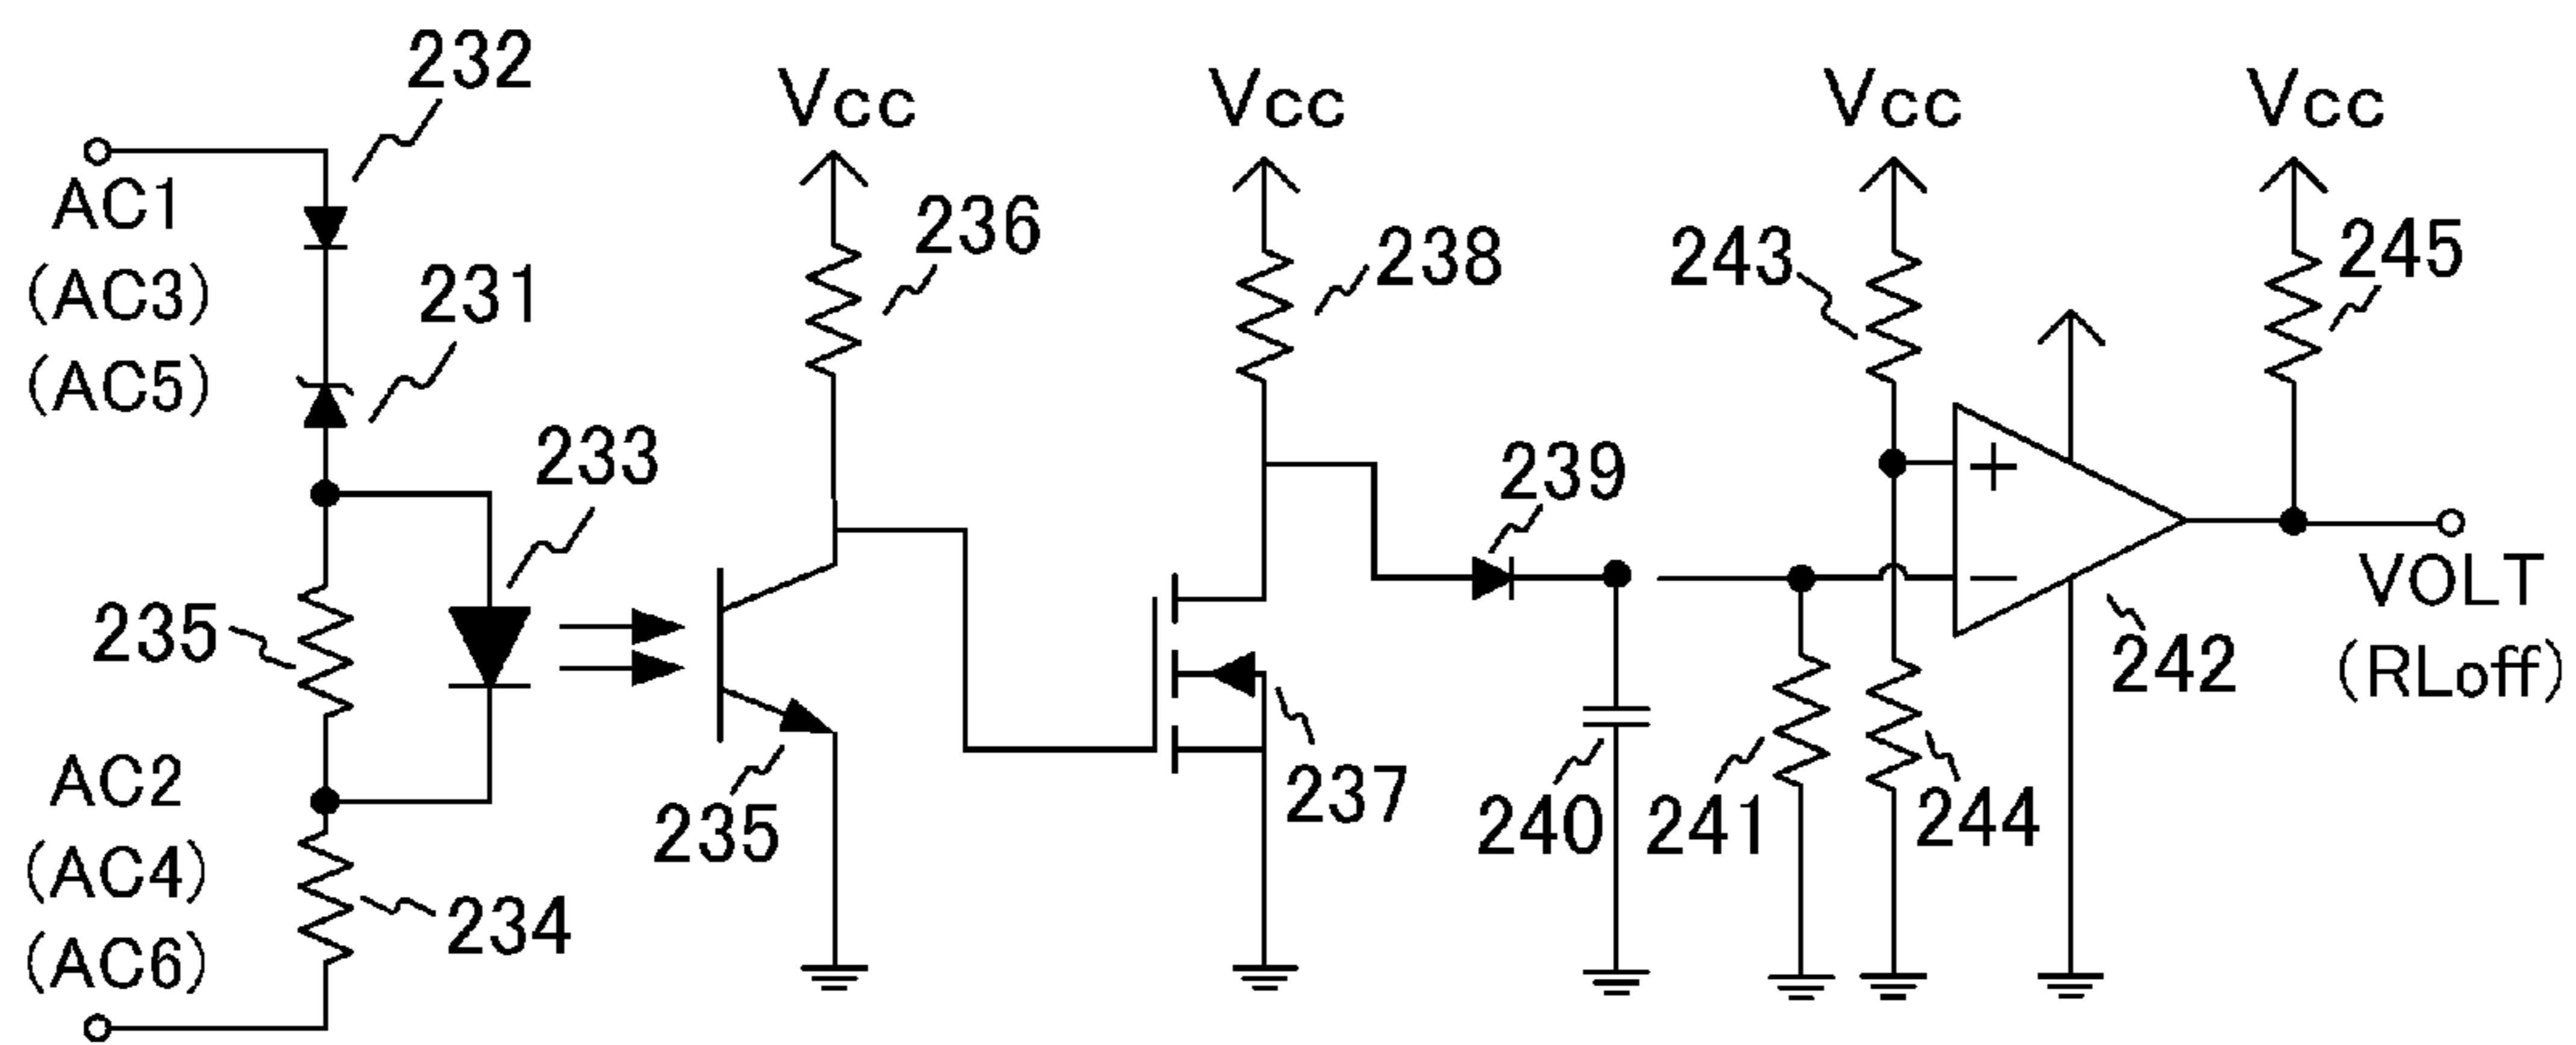 232
Vcc
Vcc
Vcc
Vcc
AC1
(AC3)
(AC5)
231
236
238
243
245
233
239
+
−
235
VOLT
(RLoff)
242
AC2
(AC4)
(AC6)
234
235
237
240
241
244